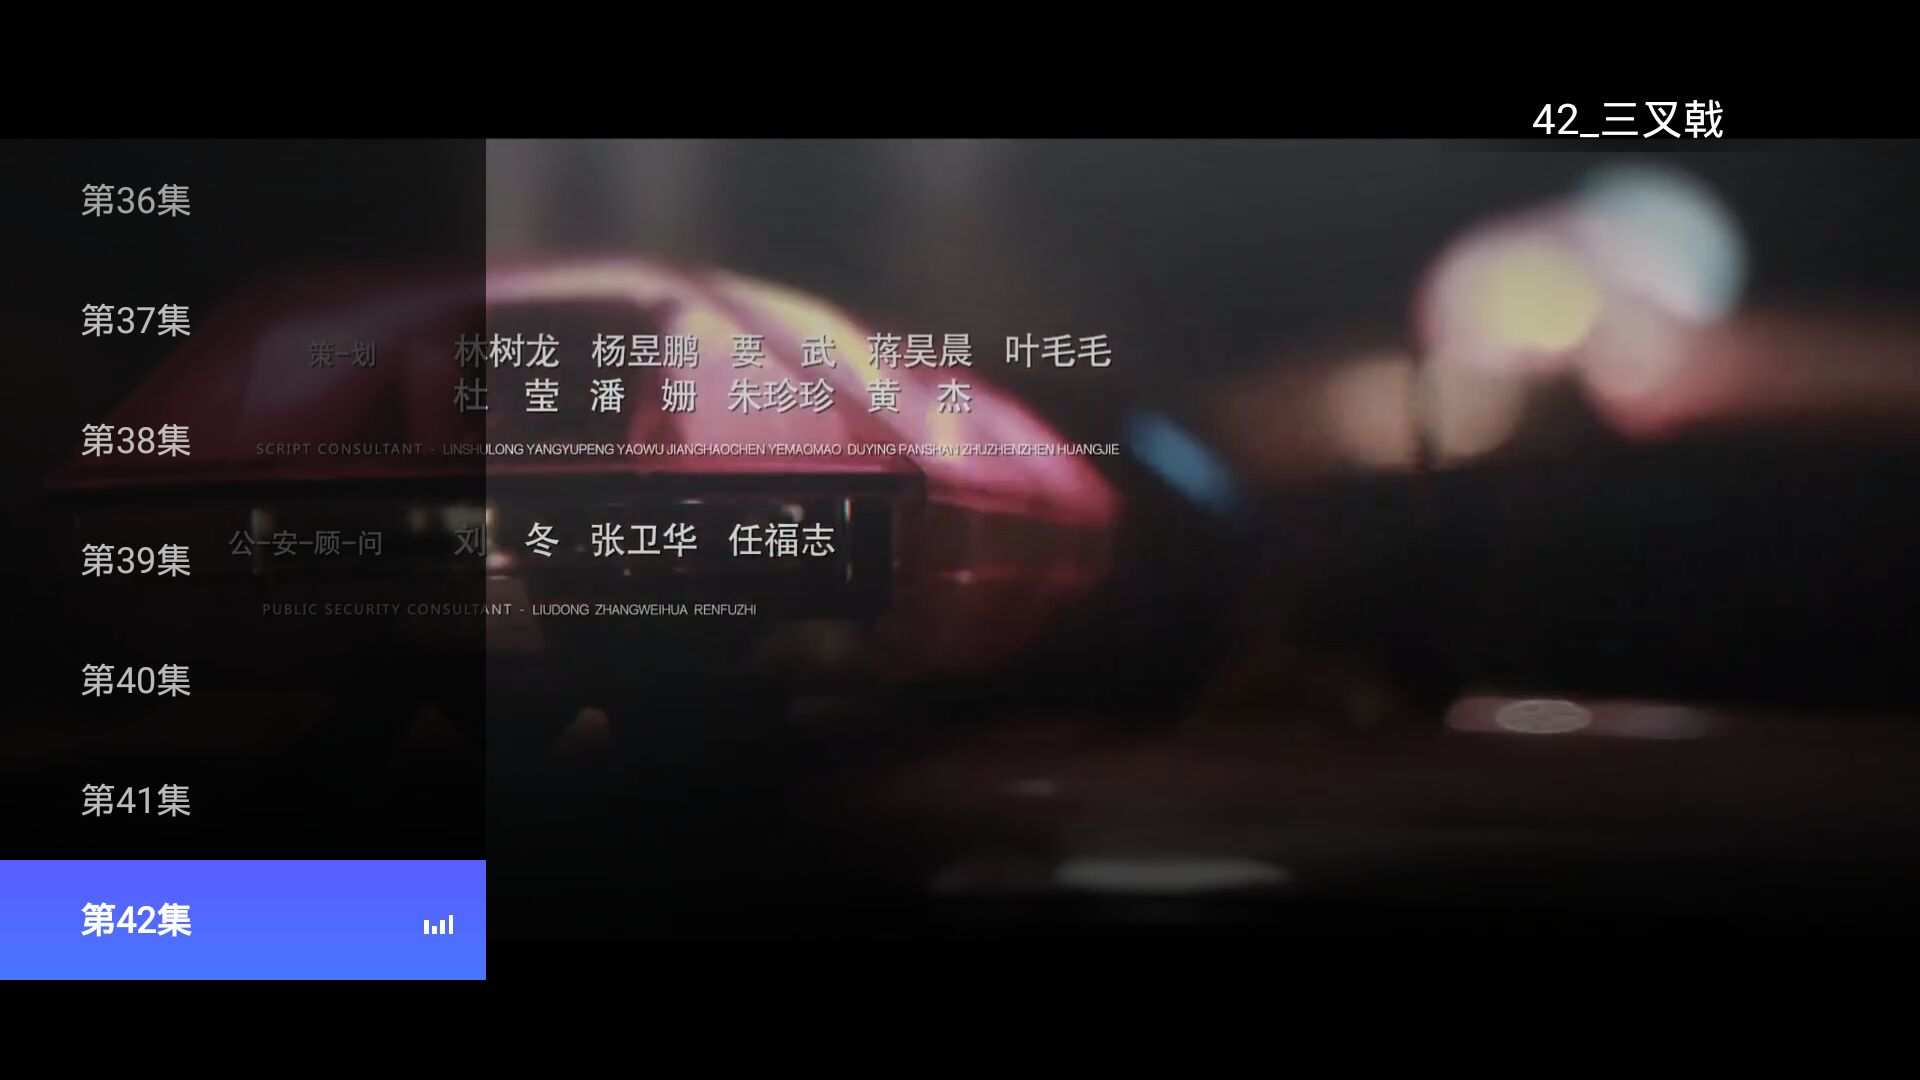 42_三叉戟
第36集
第37集
策-划 林树龙 杨昱鹏 要 武 蒋昊晨 叶毛毛
杜 莹 潘 姗 朱珍珍 黄 杰
第38集
SCRIPT CONSULTANT - LINSHULONG YANGYUPENG YAOWU JIANGHAOCHEN YEMAOMAO DUYING PANSHAN ZHUZHENZHEN HUANGJIE
第39集
公-安-顾-问 刘 冬 张卫华 任福志
PUBLIC SECURITY CONSULTANT - LIUDONG ZHANGWEIHUA RENFUZHI
第40集
第41集
第42集